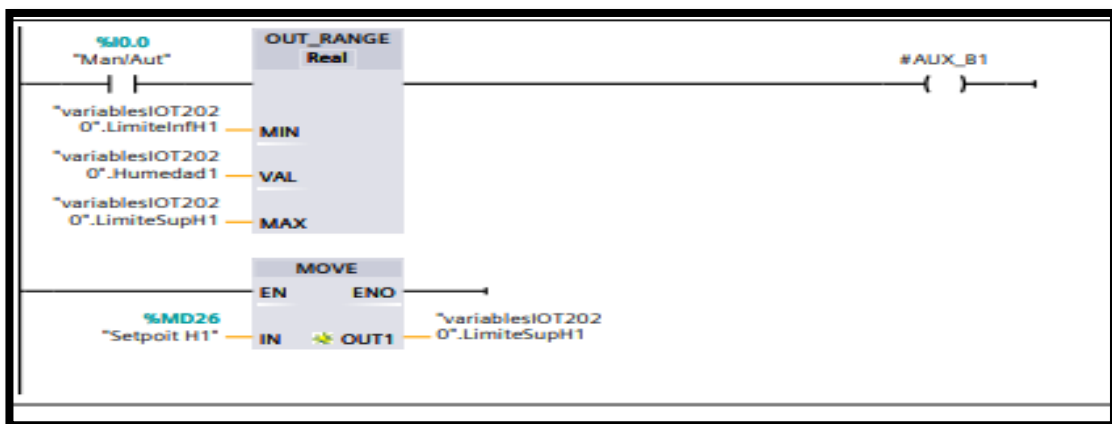 %I0.0
"Man/Aut"
OUT_RANGE
Real
#AUX_B1
"variablesIOT202
0".LimiteInfH1
MIN
"variablesIOT202
0".Humedad1
VAL
"variablesIOT202
0".LimiteSupH1
MAX
MOVE
EN
ENO
%MD26
"Setpoit H1"
IN
OUT1
"variablesIOT202
0".LimiteSupH1